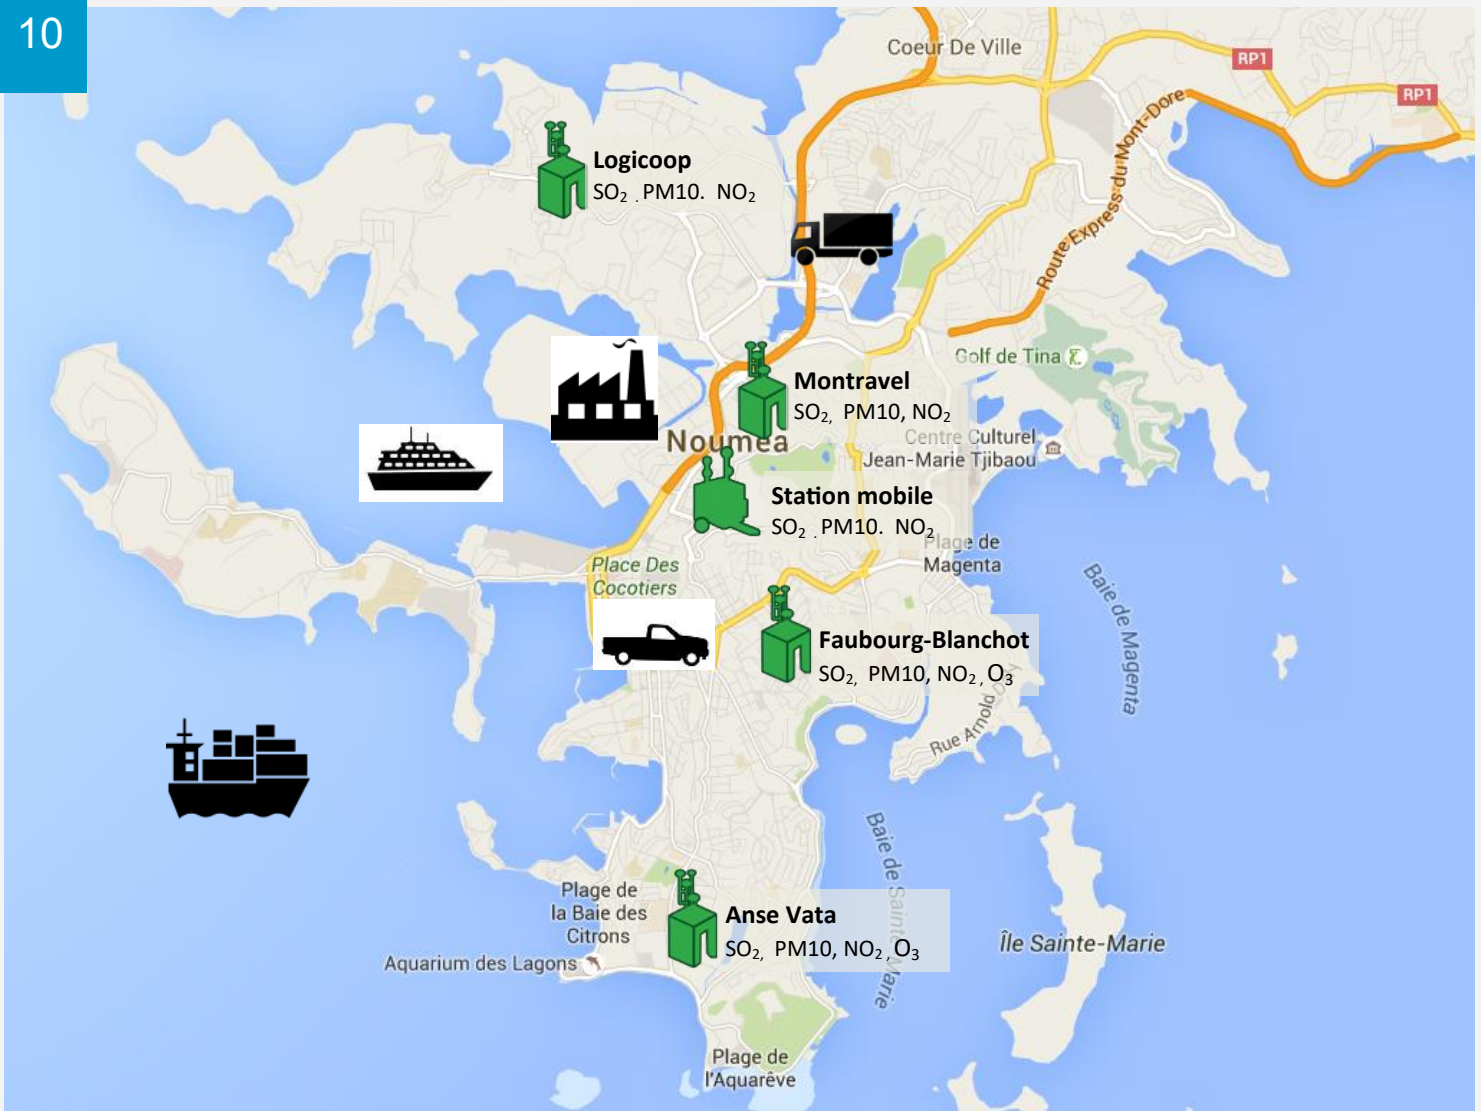 10
Coeur De Ville
RP1
RP1
Route Express du Mont-Dore
Logicoop
SO₂ . PM10. NO₂
Golf de Tina
Montravel
SO₂, PM10, NO₂
Nouméa
Centre Culturel
Jean-Marie Tjibaou
Station mobile
SO₂ . PM10. NO₂
Plage de
Magenta
Place Des
Cocotiers
Baie de Magenta
Faubourg-Blanchot
SO₂, PM10, NO₂, O₃
Rue Arnold
Baie de Sainte-Marie
Plage de
la Baie des
Citrons
Anse Vata
SO₂, PM10, NO₂, O₃
Île Sainte-Marie
Aquarium des Lagons
Plage de
l'Aquarêve